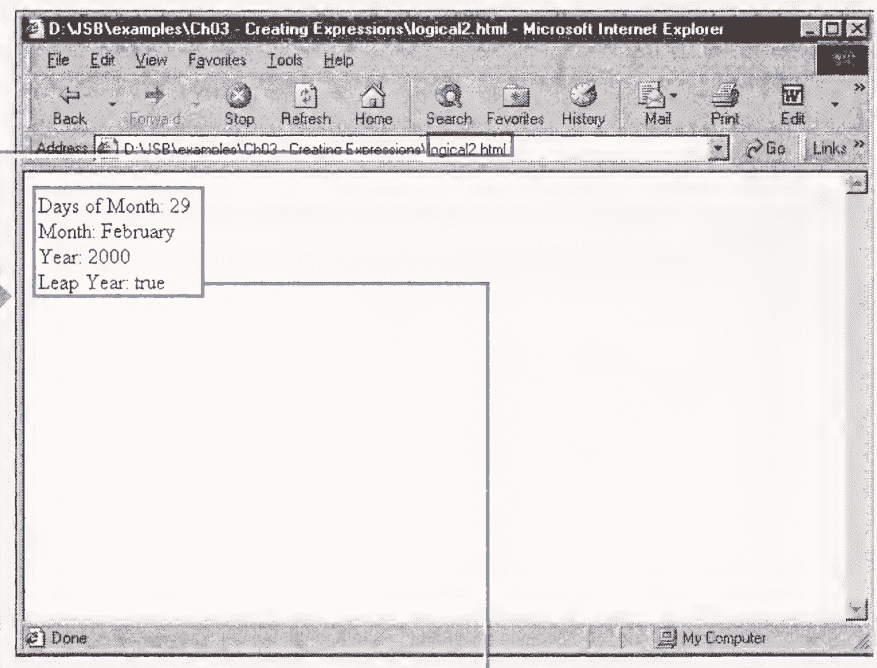 D:\JSB\examples\Ch03 - Creating Expressions\logical2.html - Microsoft Internet Explorer
File Edit View Favorites Tools Help
Back Forward Stop Refresh Home Search Favorites History Mail Print Edit »
Address D:\JSB\examples\Ch03 - Creating Expressions\logical2.html Go Links »
Days of Month: 29
Month: February
Year: 2000
Leap Year: true
Done My Computer